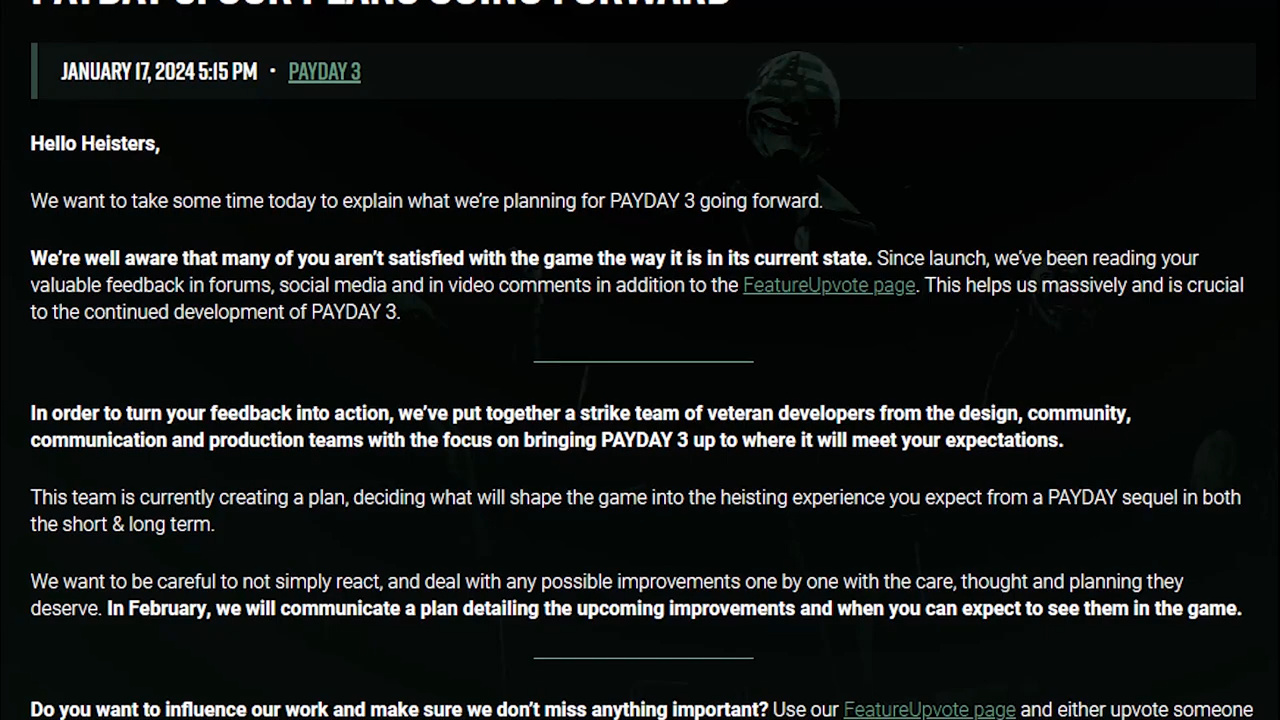 PAYDAY 3: OUR PLANS GOING FORWARD
JANUARY 17, 2024 5:15 PM · PAYDAY 3
Hello Heisters,
We want to take some time today to explain what we’re planning for PAYDAY 3 going forward.
We’re well aware that many of you aren’t satisfied with the game the way it is in its current state. Since launch, we’ve been reading your
valuable feedback in forums, social media and in video comments in addition to the FeatureUpvote page. This helps us massively and is crucial
to the continued development of PAYDAY 3.
In order to turn your feedback into action, we’ve put together a strike team of veteran developers from the design, community,
communication and production teams with the focus on bringing PAYDAY 3 up to where it will meet your expectations.
This team is currently creating a plan, deciding what will shape the game into the heisting experience you expect from a PAYDAY sequel in both
the short & long term.
We want to be careful to not simply react, and deal with any possible improvements one by one with the care, thought and planning they
deserve. In February, we will communicate a plan detailing the upcoming improvements and when you can expect to see them in the game.
Do you want to influence our work and make sure we don’t miss anything important? Use our FeatureUpvote page and either upvote someone